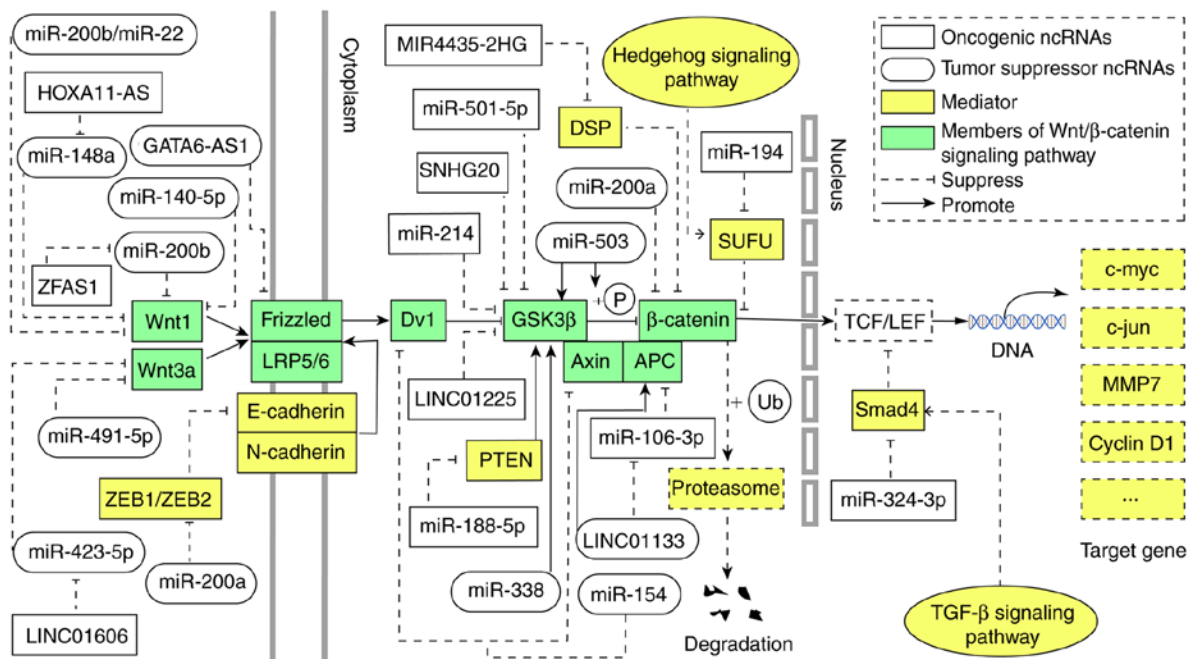 miR-200b/miR-22
HOXA11-AS
miR-148a
GATA6-AS1
miR-140-5p
miR-200b
ZFAS1
Wnt1
Wnt3a
miR-491-5p
ZEB1/ZEB2
miR-423-5p
miR-200a
LINC01606
Cytoplasm
Frizzled
LRP5/6
E-cadherin
N-cadherin
MIR4435-2HG
miR-501-5p
SNHG20
miR-214
Dv1
GSK3β
LINC01225
PTEN
miR-188-5p
miR-338
Hedgehog signaling
pathway
DSP
miR-200a
miR-503
+
P
miR-194
SUFU
β-catenin
Axin
APC
miR-106-3p
LINC01133
miR-154
+
Ub
Proteasome
Degradation
Nucleus
TCF/LEF
DNA
Smad4
miR-324-3p
TGF-β signaling
pathway
c-myc
c-jun
MMP7
Cyclin D1
...
Target gene
Oncogenic ncRNAs
Tumor suppressor ncRNAs
Mediator
Members of Wnt/β-catenin
signaling pathway
Suppress
Promote